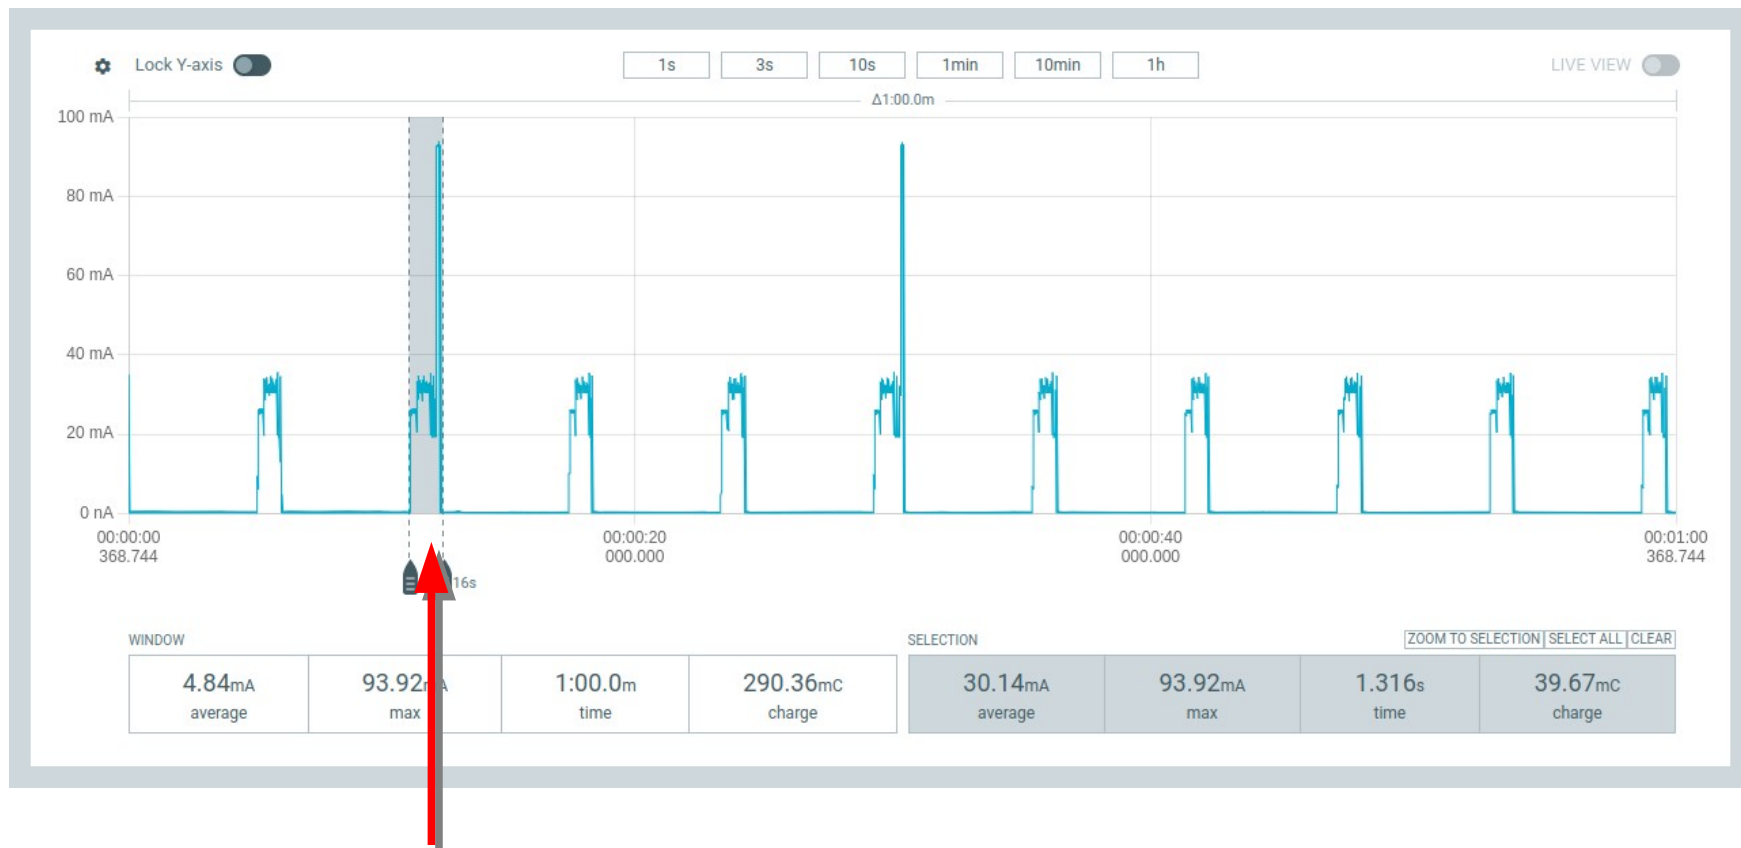 Lock Y-axis 1s 3s 10s 1min 10min 1h LIVE VIEW
Δ1:00.0m
100 mA
80 mA
60 mA
40 mA
20 mA
0 nA
00:00:00 00:00:20 00:00:40 00:01:00
368.744 000.000 000.000 368.744
16s
WINDOW SELECTION ZOOM TO SELECTION SELECT ALL CLEAR
4.84mA 93.92mA 1:00.0m 290.36mC 30.14mA 93.92mA 1.316s 39.67mC
average max time charge average max time charge